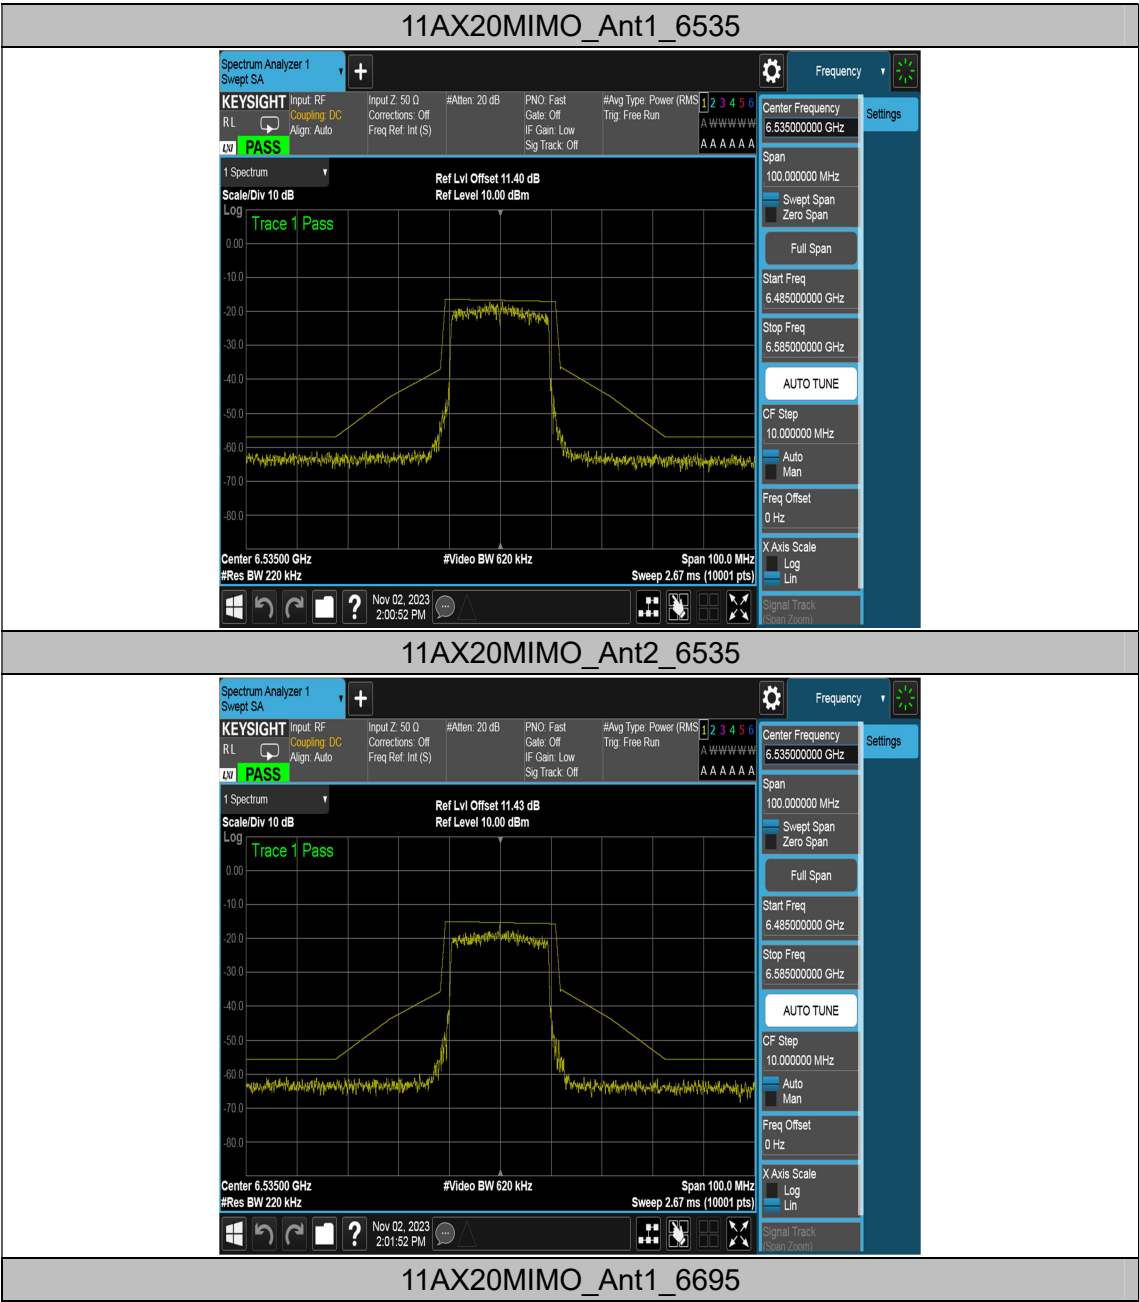 11AX20MIMO_Ant1_6535
Spectrum Analyzer 1
Swept SA
Frequency
KEYSIGHT
Input: RF
Coupling: DC
Align: Auto
Input Z: 50 Ω
Corrections: Off
Freq Ref: Int (S)
#Atten: 20 dB
PNO: Fast
Gate: Off
IF Gain: Low
Sig Track: Off
#Avg Type: Power (RMS
Trig: Free Run
1 2 3 4 5 6
A W W W W W
A A A A A A
R L
LXI
PASS
Center Frequency
6.535000000 GHz
Settings
Span
100.000000 MHz
Swept Span
Zero Span
Full Span
Start Freq
6.485000000 GHz
Stop Freq
6.585000000 GHz
AUTO TUNE
CF Step
10.000000 MHz
Auto
Man
Freq Offset
0 Hz
X Axis Scale
Log
Lin
Signal Track
(Span Zoom)
1 Spectrum
Scale/Div 10 dB
Ref Lvl Offset 11.40 dB
Ref Level 10.00 dBm
Log
Trace 1 Pass
0.00
-10.0
-20.0
-30.0
-40.0
-50.0
-60.0
-70.0
-80.0
Center 6.53500 GHz
#Video BW 620 kHz
Span 100.0 MHz
#Res BW 220 kHz
Sweep 2.67 ms (10001 pts)
?
Nov 02, 2023
2:00:52 PM
11AX20MIMO_Ant2_6535
Spectrum Analyzer 1
Swept SA
Frequency
KEYSIGHT
Input: RF
Coupling: DC
Align: Auto
Input Z: 50 Ω
Corrections: Off
Freq Ref: Int (S)
#Atten: 20 dB
PNO: Fast
Gate: Off
IF Gain: Low
Sig Track: Off
#Avg Type: Power (RMS
Trig: Free Run
1 2 3 4 5 6
A W W W W W
A A A A A A
R L
LXI
PASS
Center Frequency
6.535000000 GHz
Settings
Span
100.000000 MHz
Swept Span
Zero Span
Full Span
Start Freq
6.485000000 GHz
Stop Freq
6.585000000 GHz
AUTO TUNE
CF Step
10.000000 MHz
Auto
Man
Freq Offset
0 Hz
X Axis Scale
Log
Lin
Signal Track
(Span Zoom)
1 Spectrum
Scale/Div 10 dB
Ref Lvl Offset 11.43 dB
Ref Level 10.00 dBm
Log
Trace 1 Pass
0.00
-10.0
-20.0
-30.0
-40.0
-50.0
-60.0
-70.0
-80.0
Center 6.53500 GHz
#Video BW 620 kHz
Span 100.0 MHz
#Res BW 220 kHz
Sweep 2.67 ms (10001 pts)
?
Nov 02, 2023
2:01:52 PM
11AX20MIMO_Ant1_6695